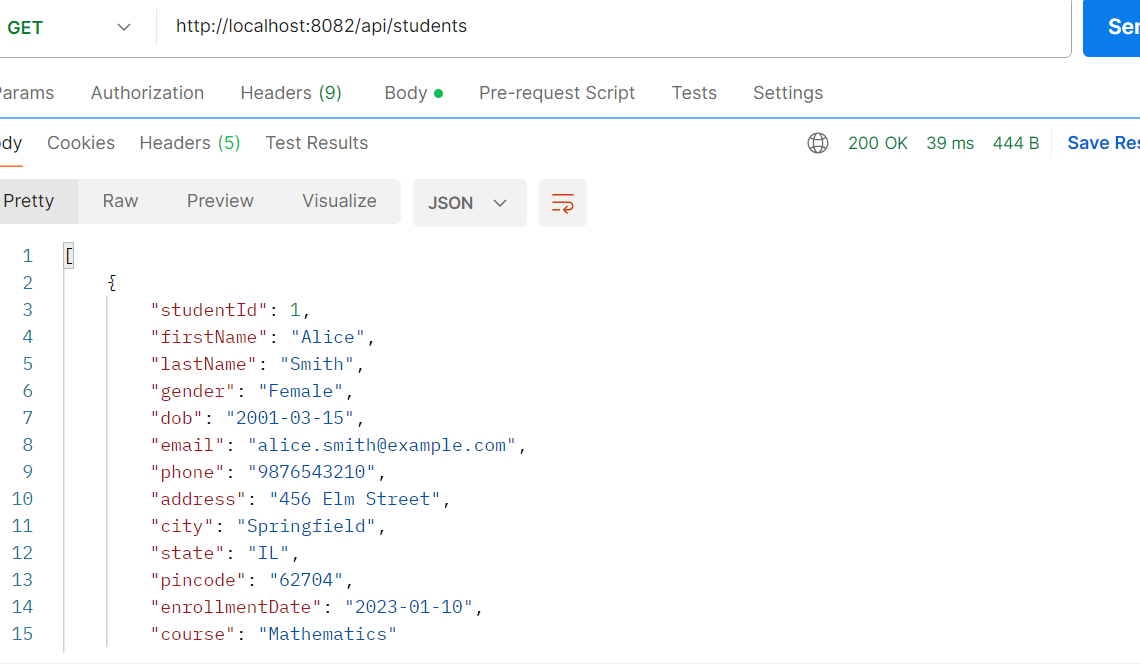 GET http://localhost:8082/api/students
Params Authorization Headers (9) Body Pre-request Script Tests Settings
Cookies Headers (5) Test Results 200 OK 39 ms 444 B Save
Pretty Raw Preview Visualize JSON
1 [
2 {
3 "studentId": 1,
4 "firstName": "Alice",
5 "lastName": "Smith",
6 "gender": "Female",
7 "dob": "2001-03-15",
8 "email": "alice.smith@example.com",
9 "phone": "9876543210",
10 "address": "456 Elm Street",
11 "city": "Springfield",
12 "state": "IL",
13 "pincode": "62704",
14 "enrollmentDate": "2023-01-10",
15 "course": "Mathematics"